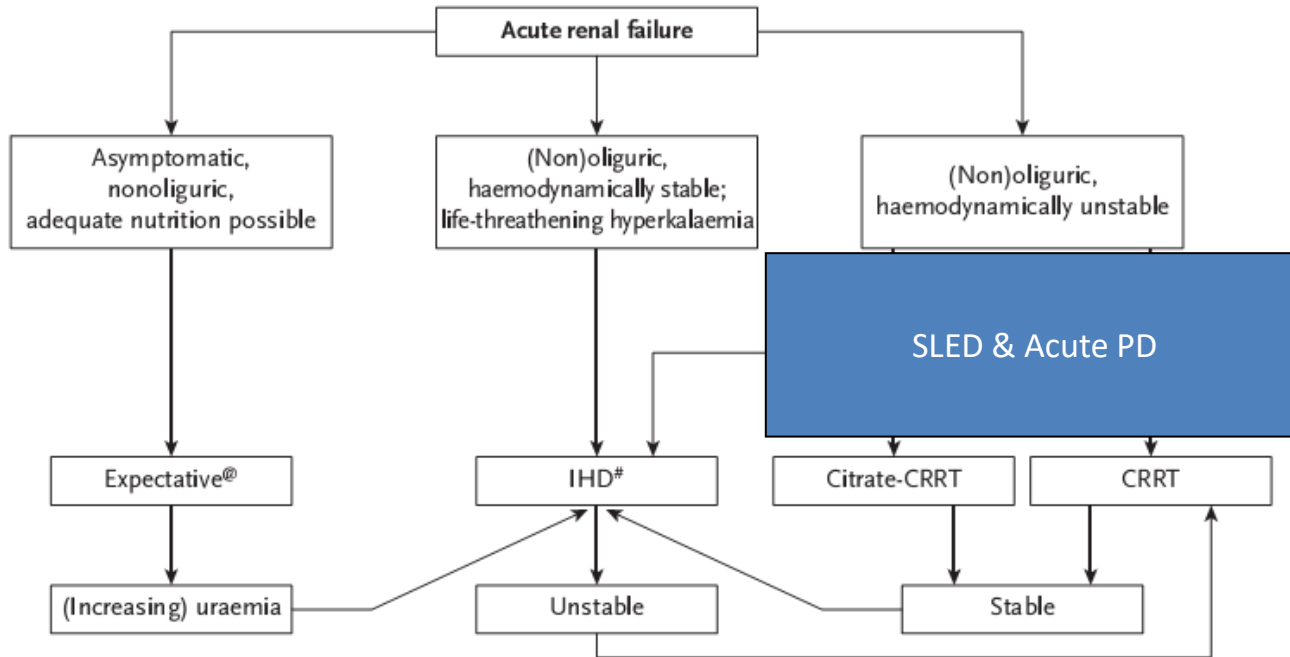 Acute renal failure
Asymptomatic,
nonoliguric,
adequate nutrition possible
(Non)oliguric,
haemodynamically stable;
life-threathening hyperkalaemia
(Non)oliguric,
haemodynamically unstable
SLED & Acute PD
Expectative@
IHD#
Citrate-CRRT
CRRT
(Increasing) uraemia
Unstable
Stable